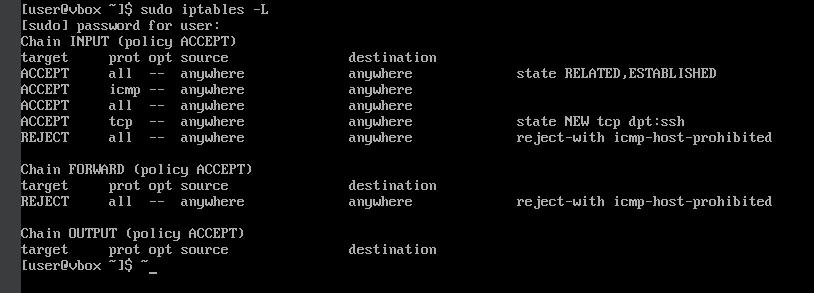 [user@vbox ~]$ sudo iptables -L
[sudo] password for user:
Chain INPUT (policy ACCEPT)
target     prot opt source               destination
ACCEPT     all  --  anywhere             anywhere             state RELATED,ESTABLISHED
ACCEPT     icmp --  anywhere             anywhere
ACCEPT     all  --  anywhere             anywhere
ACCEPT     tcp  --  anywhere             anywhere             state NEW tcp dpt:ssh
REJECT     all  --  anywhere             anywhere             reject-with icmp-host-prohibited

Chain FORWARD (policy ACCEPT)
target     prot opt source               destination
REJECT     all  --  anywhere             anywhere             reject-with icmp-host-prohibited

Chain OUTPUT (policy ACCEPT)
target     prot opt source               destination
[user@vbox ~]$ ~_